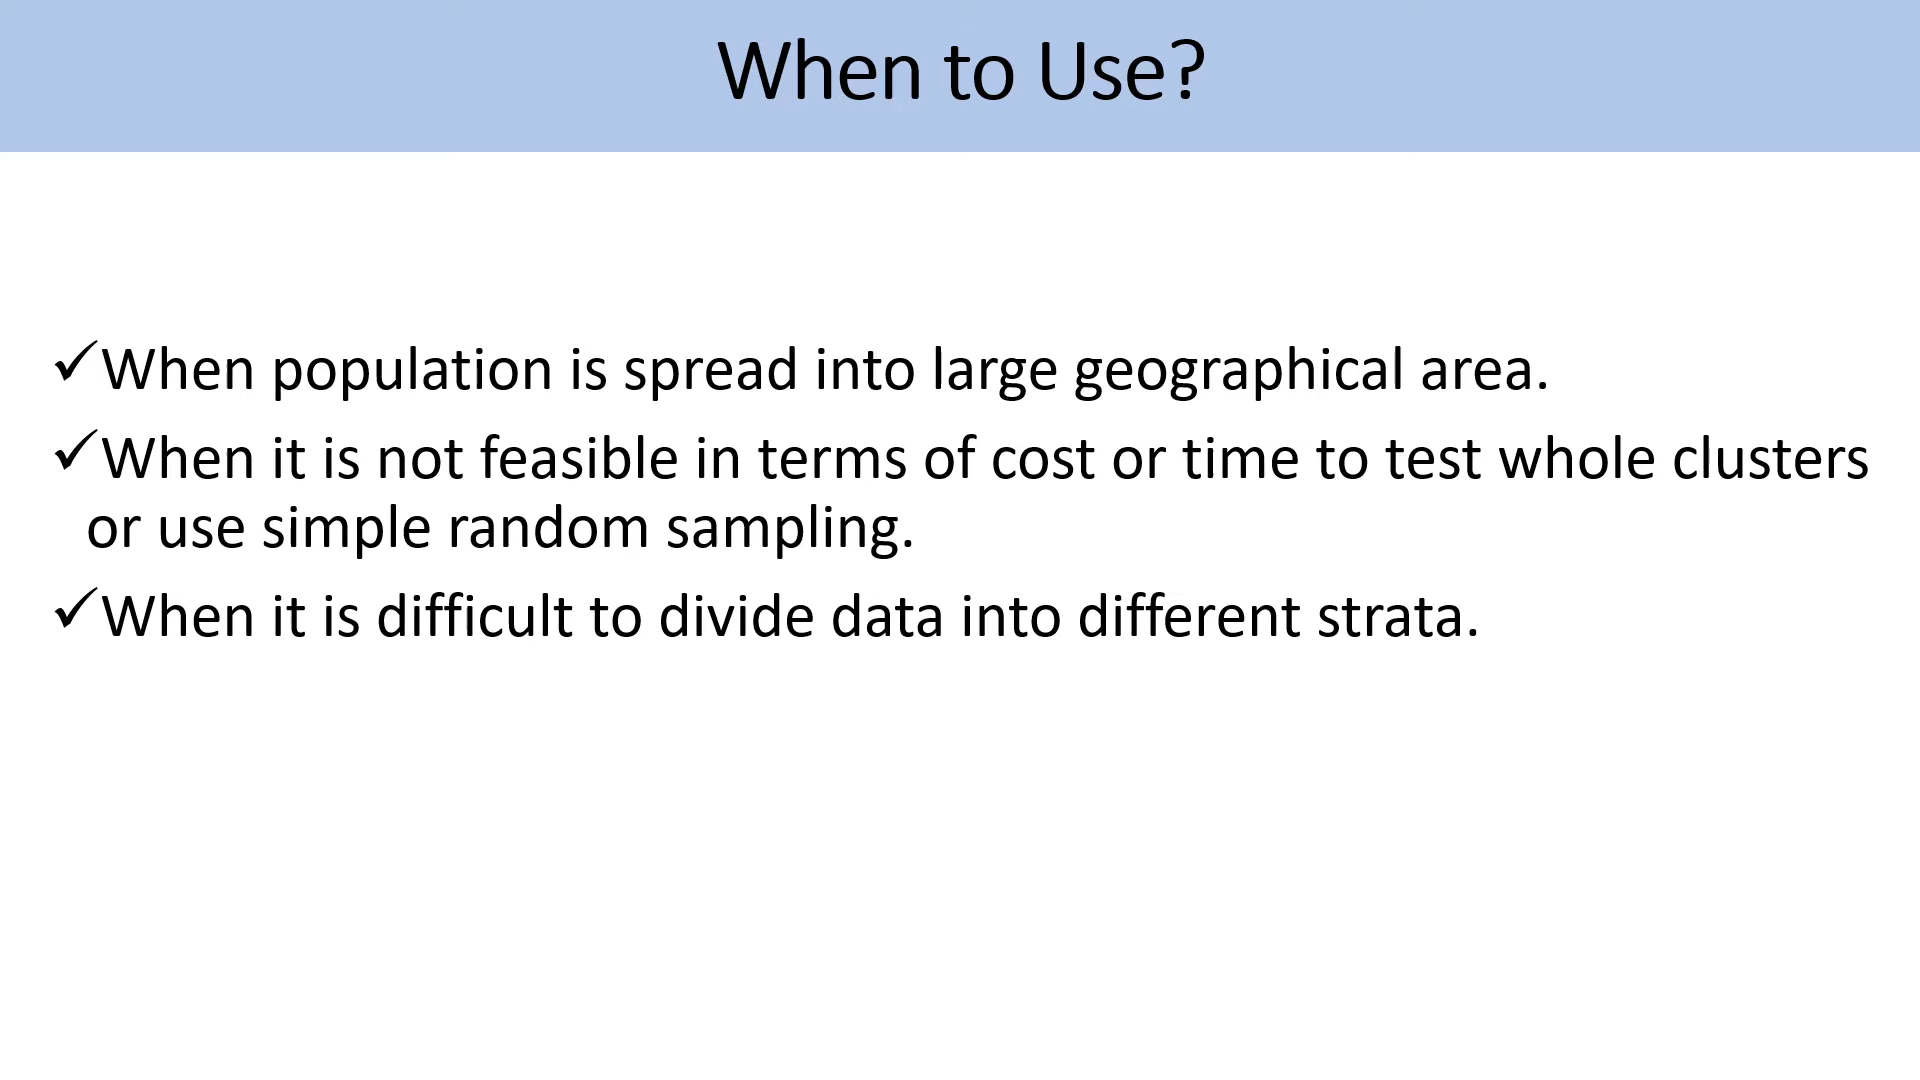 When to Use?
✓When population is spread into large geographical area.
✓When it is not feasible in terms of cost or time to test whole clusters
or use simple random sampling.
✓When it is difficult to divide data into different strata.